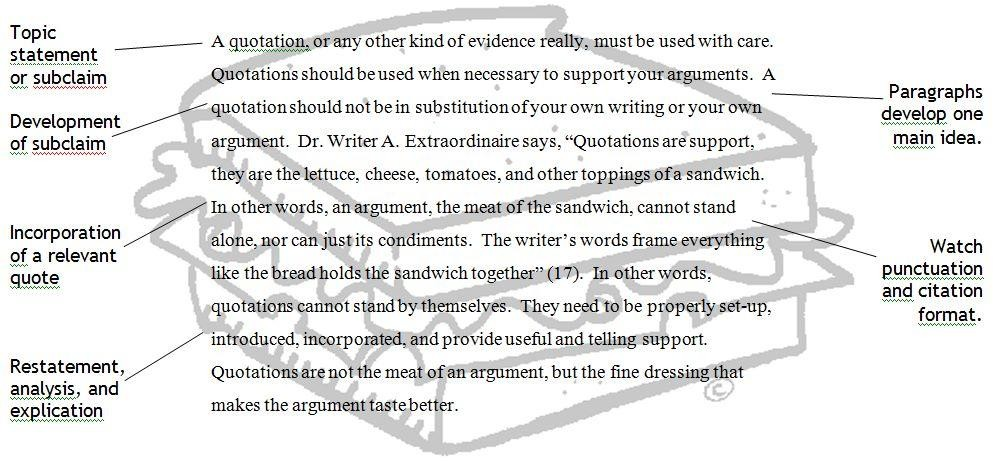 Topic
statement
or subclaim
Development
of subclaim
Incorporation
of a relevant
quote
Restatement,
analysis, and
explication
A quotation, or any other kind of evidence really, must be used with care.
Quotations should be used when necessary to support your arguments.  A
quotation should not be in substitution of your own writing or your own
argument.  Dr. Writer A. Extraordinaire says, “Quotations are support,
they are the lettuce, cheese, tomatoes, and other toppings of a sandwich.
In other words, an argument, the meat of the sandwich, cannot stand
alone, nor can just its condiments.  The writer’s words frame everything
like the bread holds the sandwich together” (17).  In other words,
quotations cannot stand by themselves.  They need to be properly set-up,
introduced, incorporated, and provide useful and telling support.
Quotations are not the meat of an argument, but the fine dressing that
makes the argument taste better.
Paragraphs
develop one
main idea.
Watch
punctuation
and citation
format.
©